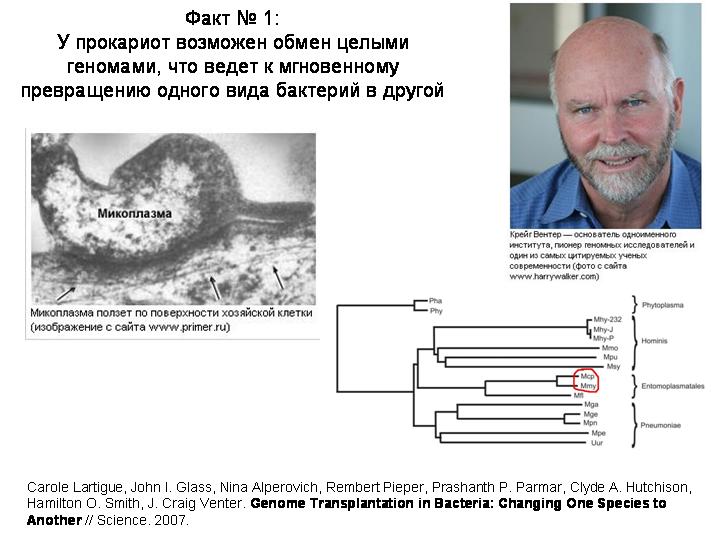 Факт № 1:
У прокариот возможен обмен целыми
геномами, что ведет к мгновенному
превращению одного вида бактерий в другой
Микоплазма
Микоплазма ползет по поверхности хозяйской клетки
(изображение с сайта www.primer.ru)
Крейг Вентер — основатель одноименного
института, пионер геномных исследователей и
один из самых цитируемых ученых
современности (фото с сайта
www.harrywalker.com)
Pha
Phy
Phytoplasma
Mhy-232
Mhy-J
Mhy-P
Mmo
Mpu
Msy
Hominis
Mcp
Mmy
Mfl
Entomoplasmatales
Mga
Mge
Mpn
Mpe
Uur
Pneumoniae
Carole Lartigue, John I. Glass, Nina Alperovich, Rembert Pieper, Prashanth P. Parmar, Clyde A. Hutchison,
Hamilton O. Smith, J. Craig Venter. Genome Transplantation in Bacteria: Changing One Species to
Another // Science. 2007.